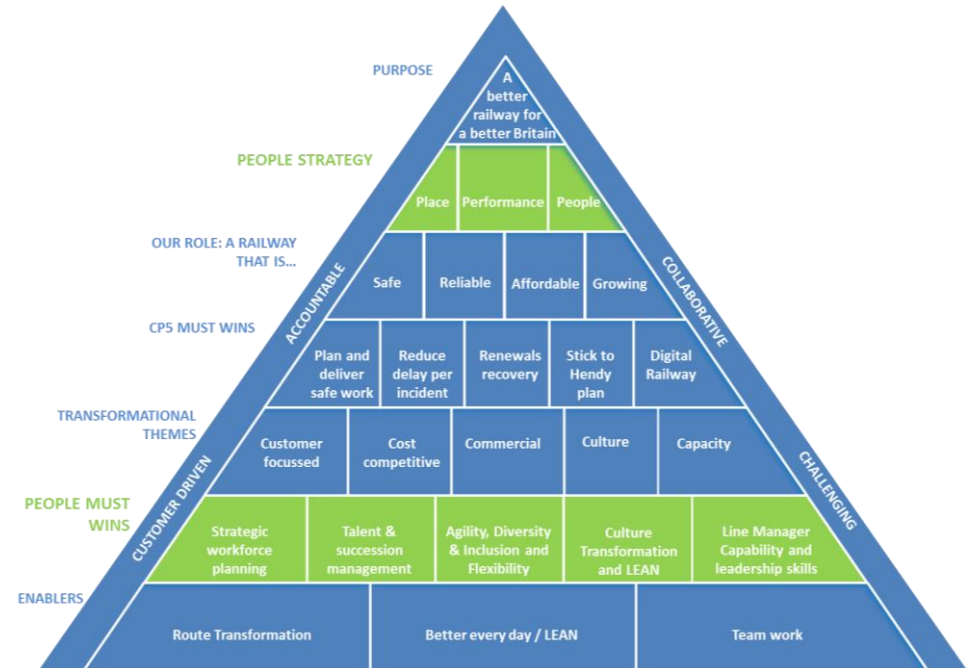 PURPOSE
A
better
railway for
a better Britain
PEOPLE STRATEGY
Place
Performance
People
OUR ROLE: A RAILWAY
THAT IS...
Safe
Reliable
Affordable
Growing
CP5 MUST WINS
Plan and
deliver
safe work
Reduce
delay per
incident
Renewals
recovery
Stick to
Hendy
plan
Digital
Railway
TRANSFORMATIONAL
THEMES
Customer
focussed
Cost
competitive
Commercial
Culture
Capacity
PEOPLE MUST
WINS
Strategic
workforce
planning
Talent &
succession
management
Agility, Diversity
& Inclusion and
Flexibility
Culture
Transformation
and LEAN
Line Manager
Capability and
leadership skills
ENABLERS
Route Transformation
Better every day / LEAN
Team work
CUSTOMER DRIVEN
ACCOUNTABLE
COLLABORATIVE
CHALLENGING